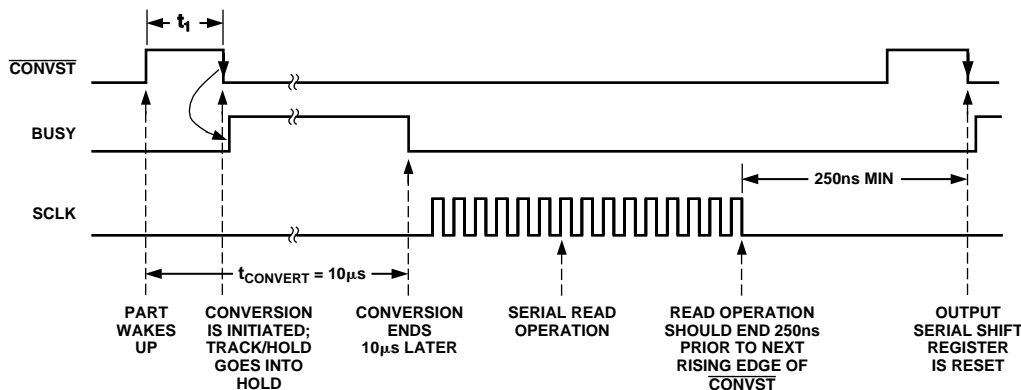 t1
CONVST
BUSY
250ns MIN
SCLK
tCONVERT = 10μs
PART
WAKES
UP
CONVERSION
IS INITIATED;
TRACK/HOLD
GOES INTO
HOLD
CONVERSION
ENDS
10μs LATER
SERIAL READ
OPERATION
READ OPERATION
SHOULD END 250ns
PRIOR TO NEXT
RISING EDGE OF
CONVST
OUTPUT
SERIAL SHIFT
REGISTER
IS RESET